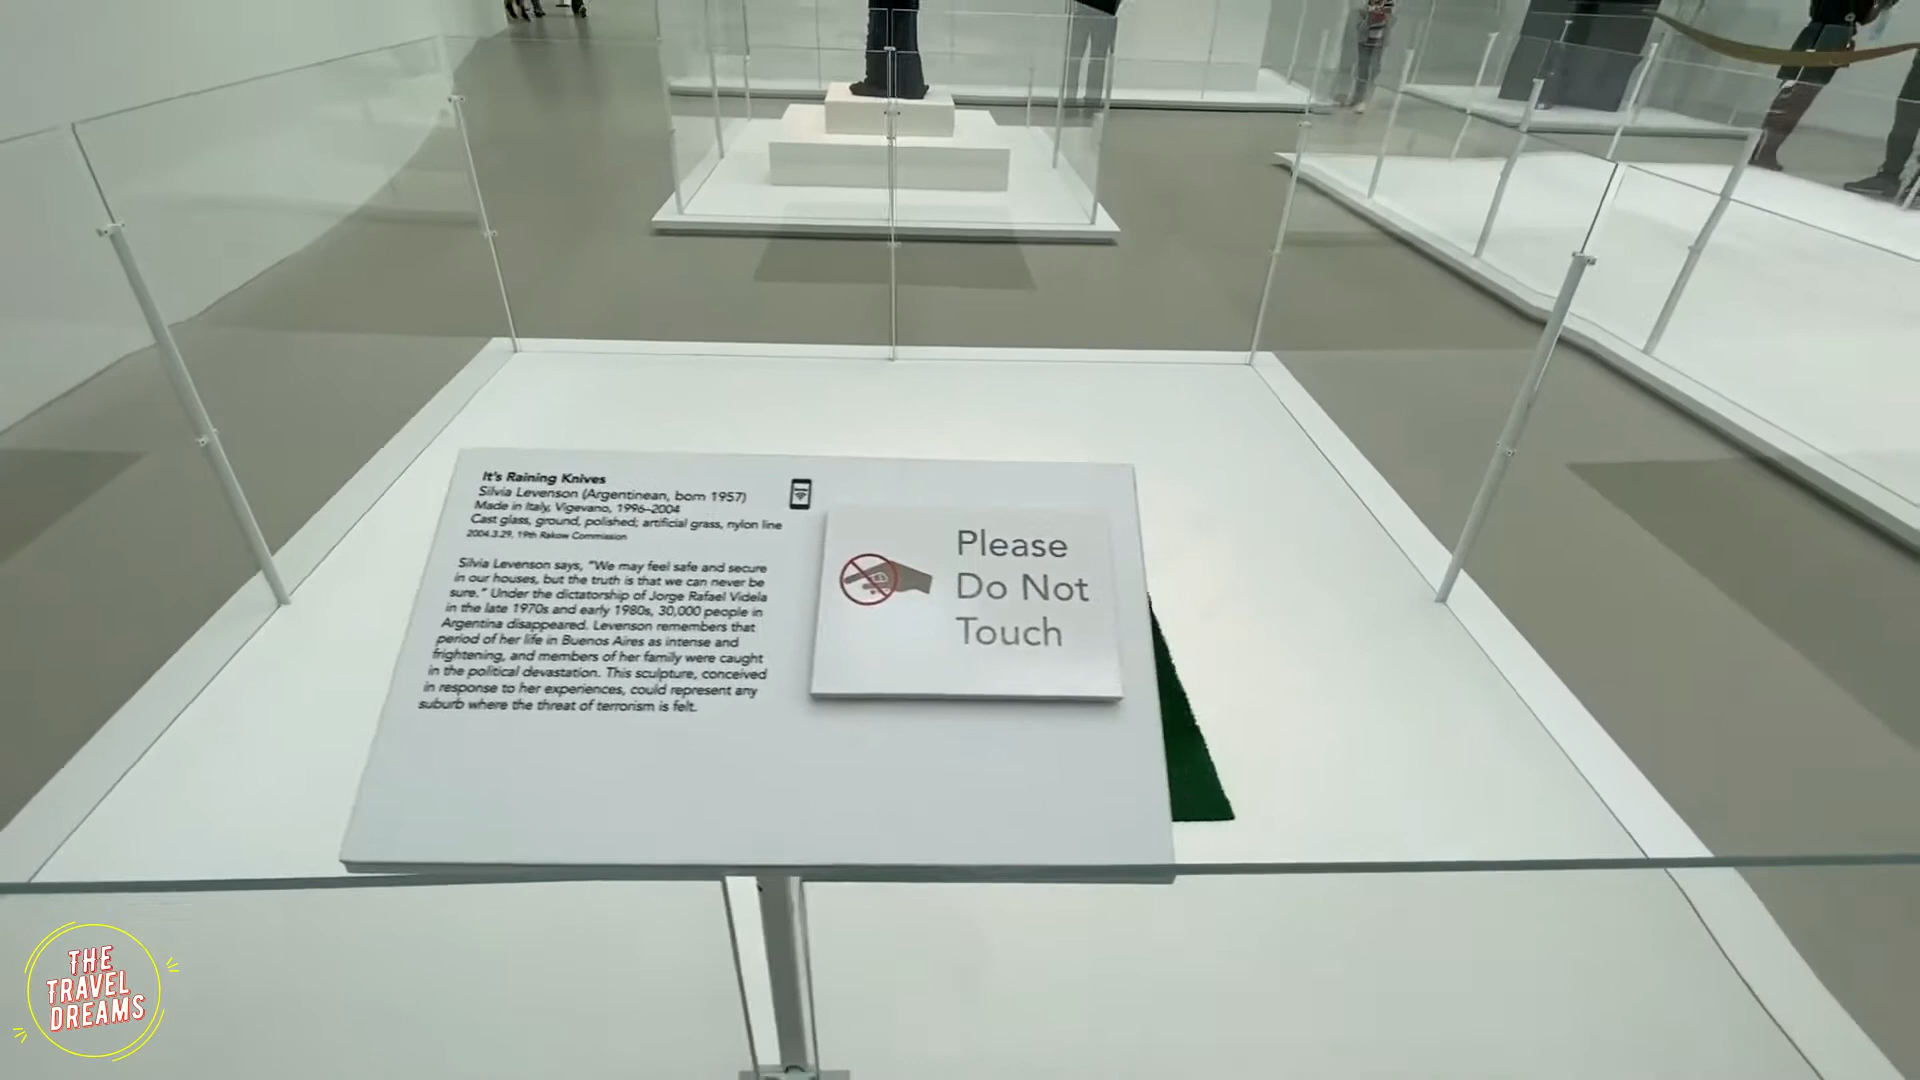 It's Raining Knives
Silvia Levenson (Argentinean, born 1957)
Made in Italy, Vigevano, 1996–2004
Cast glass, ground, polished; artificial grass, nylon line
2004.3.29, 19th Rakow Commission
Silvia Levenson says, "We may feel safe and secure
in our houses, but the truth is that we can never be
sure." Under the dictatorship of Jorge Rafael Videla
in the late 1970s and early 1980s, 30,000 people in
Argentina disappeared. Levenson remembers that
period of her life in Buenos Aires as intense and
frightening, and members of her family were caught
in the political devastation. This sculpture, conceived
in response to her experiences, could represent any
suburb where the threat of terrorism is felt.
Please
Do Not
Touch
THE
TRAVEL
DREAMS